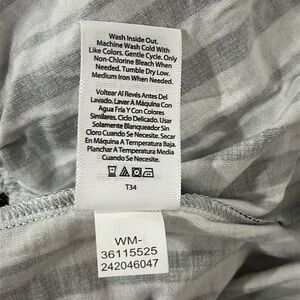 Wash Inside Out.
Machine Wash Cold With
Like Colors. Gentle Cycle. Only
Non-Chlorine Bleach When
Needed. Tumble Dry Low.
Medium Iron When Needed.
Voltear Al Revés Antes Del
Lavado. Lavar A Máquina Con
Agua Fría Y Con Colores
Similares. Ciclo Delicado. Usar
Solamente Blanqueador Sin
Cloro Cuando Se Necesite. Secar
En Máquina A Temperatura Baja.
Planchar A Temperatura Media
Cuando Se Necesite.
T34
WM-
36115525
242046047